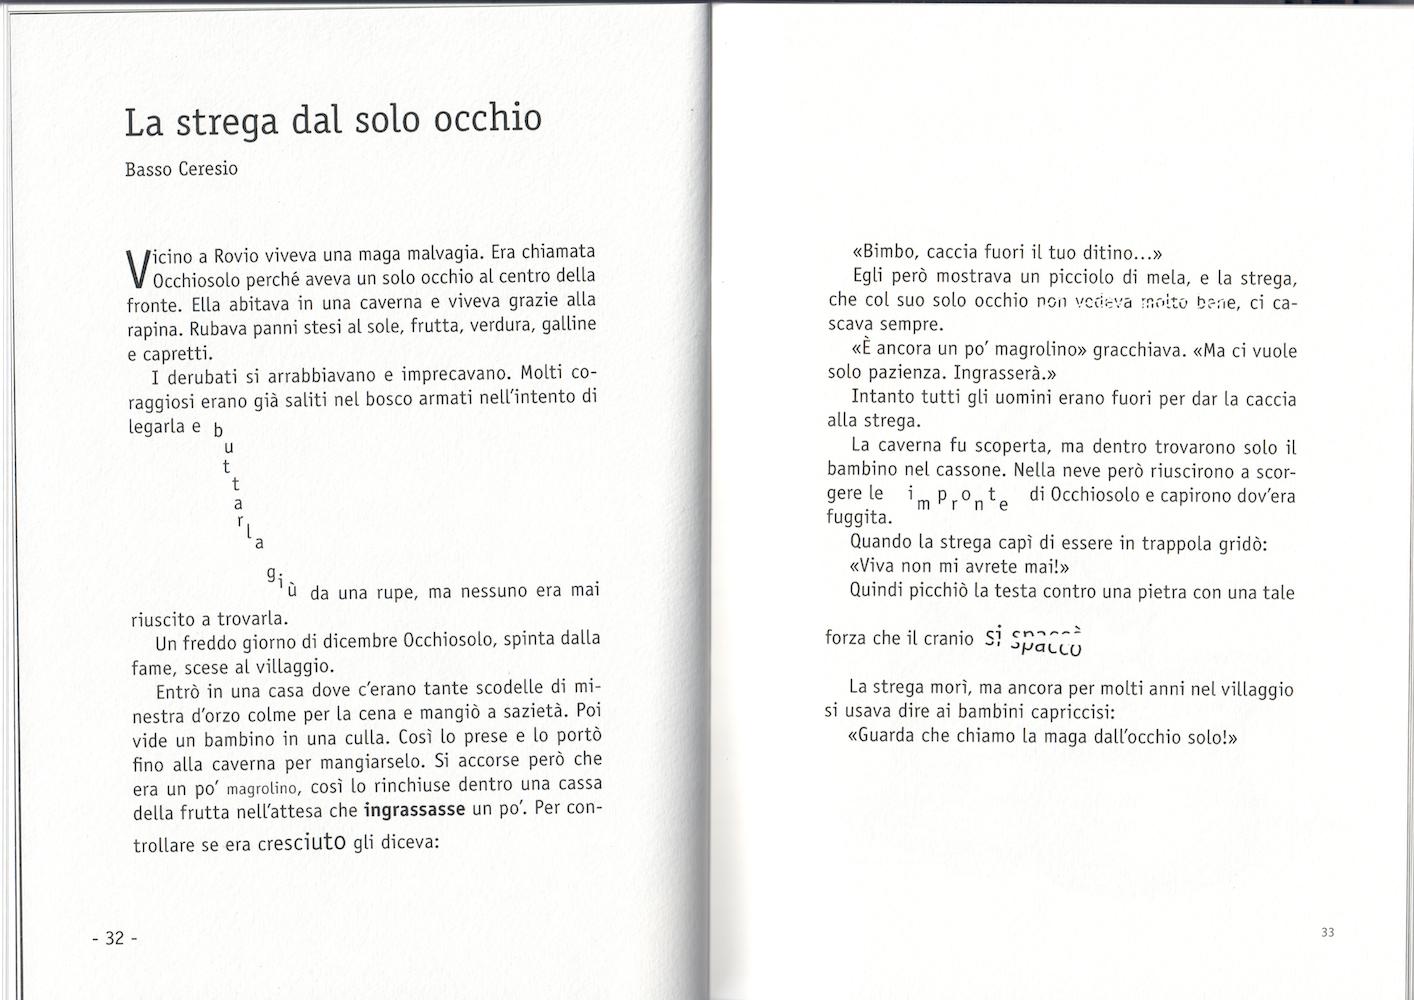 La strega dal solo occhio
Basso Ceresio
Vicino a Rovio viveva una maga malvagia. Era chiamata
Occhiosolo perché aveva un solo occhio al centro della
fronte. Ella abitava in una caverna e viveva grazie alla
rapina. Rubava panni stesi al sole, frutta, verdura, galline
e capretti.
I derubati si arrabbiavano e imprecavano. Molti co-
raggiosi erano già saliti nel bosco armati nell'intento di
legarla e buttarla
giù da una rupe, ma nessuno era mai
riuscito a trovarla.
Un freddo giorno di dicembre Occhiosolo, spinta dalla
fame, scese al villaggio.
Entrò in una casa dove c'erano tante scodelle di mi-
nestra d'orzo colme per la cena e mangiò a sazietà. Poi
vide un bambino in una culla. Così lo prese e lo portò
fino alla caverna per mangiarselo. Si accorse però che
era un po' magrolino, così lo rinchiuse dentro una cassa
della frutta nell'attesa che ingrassasse un po'. Per con-
trollare se era cresciuto gli diceva:
- 32 -
«Bimbo, caccia fuori il tuo ditino...»
Egli però mostrava un picciolo di mela, e la strega,
che col suo solo occhio non vedeva molto bene, ci ca-
scava sempre.
«È ancora un po' magrolino» gracchiava. «Ma ci vuole
solo pazienza. Ingrasserà.»
Intanto tutti gli uomini erano fuori per dar la caccia
alla strega.
La caverna fu scoperta, ma dentro trovarono solo il
bambino nel cassone. Nella neve però riuscirono a scor-
gere le impronte di Occhiosolo e capirono dov'era
fuggita.
Quando la strega capì di essere in trappola gridò:
«Viva non mi avrete mai!»
Quindi picchiò la testa contro una pietra con una tale
forza che il cranio si spaccò
La strega morì, ma ancora per molti anni nel villaggio
si usava dire ai bambini capriccisi:
«Guarda che chiamo la maga dall'occhio solo!»
33